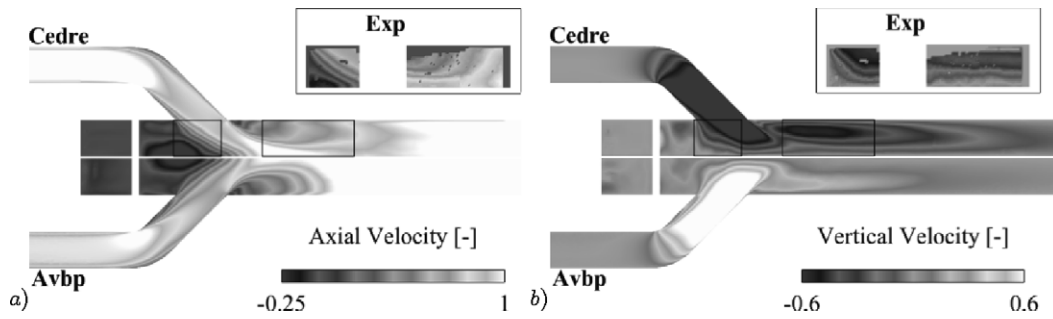 Cedre
Exp
Avbp
Axial Velocity [-]
-0.25 1
a)
Cedre
Exp
Vertical Velocity [-]
Avbp
-0.6 0.6
b)